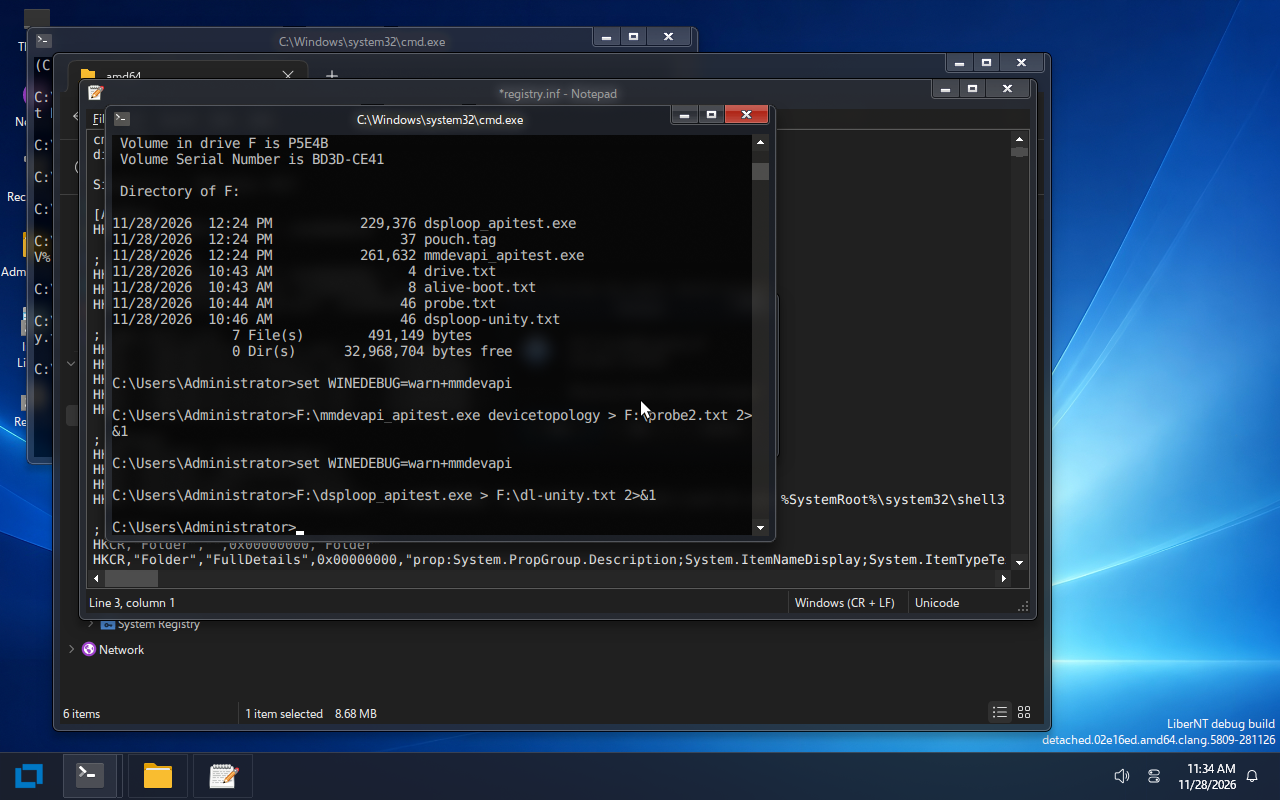 C:\Windows\system32\cmd.exe
amd64
*registry.inf - Notepad
C:\Windows\system32\cmd.exe
Volume in drive F is P5E4B
Volume Serial Number is BD3D-CE41
Directory of F:
11/28/2026  12:24 PM           229,376 dsploop_apitest.exe
11/28/2026  12:24 PM                37 pouch.tag
11/28/2026  12:24 PM           261,632 mmdevapi_apitest.exe
11/28/2026  10:43 AM                 4 drive.txt
11/28/2026  10:43 AM                 8 alive-boot.txt
11/28/2026  10:44 AM                46 probe.txt
11/28/2026  10:46 AM                46 dsploop-unity.txt
7 File(s)        491,149 bytes
0 Dir(s)     32,968,704 bytes free
C:\Users\Administrator>set WINEDEBUG=warn+mmdevapi
C:\Users\Administrator>F:\mmdevapi_apitest.exe devicetopology > F:\probe2.txt 2>
&1
C:\Users\Administrator>set WINEDEBUG=warn+mmdevapi
C:\Users\Administrator>F:\dsploop_apitest.exe > F:\dl-unity.txt 2>&1
%SystemRoot%\system32\shell3
C:\Users\Administrator>
HKCR,"Folder","",0x00000000,"Folder"
HKCR,"Folder","FullDetails",0x00000000,"prop:System.PropGroup.Description;System.ItemNameDisplay;System.ItemTypeTe
Line 3, column 1
Windows (CR + LF)
Unicode
System Registry
Network
6 items
1 item selected
8.68 MB
LiberNT debug build
detached.02e16ed.amd64.clang.5809-281126
11:34 AM
11/28/2026